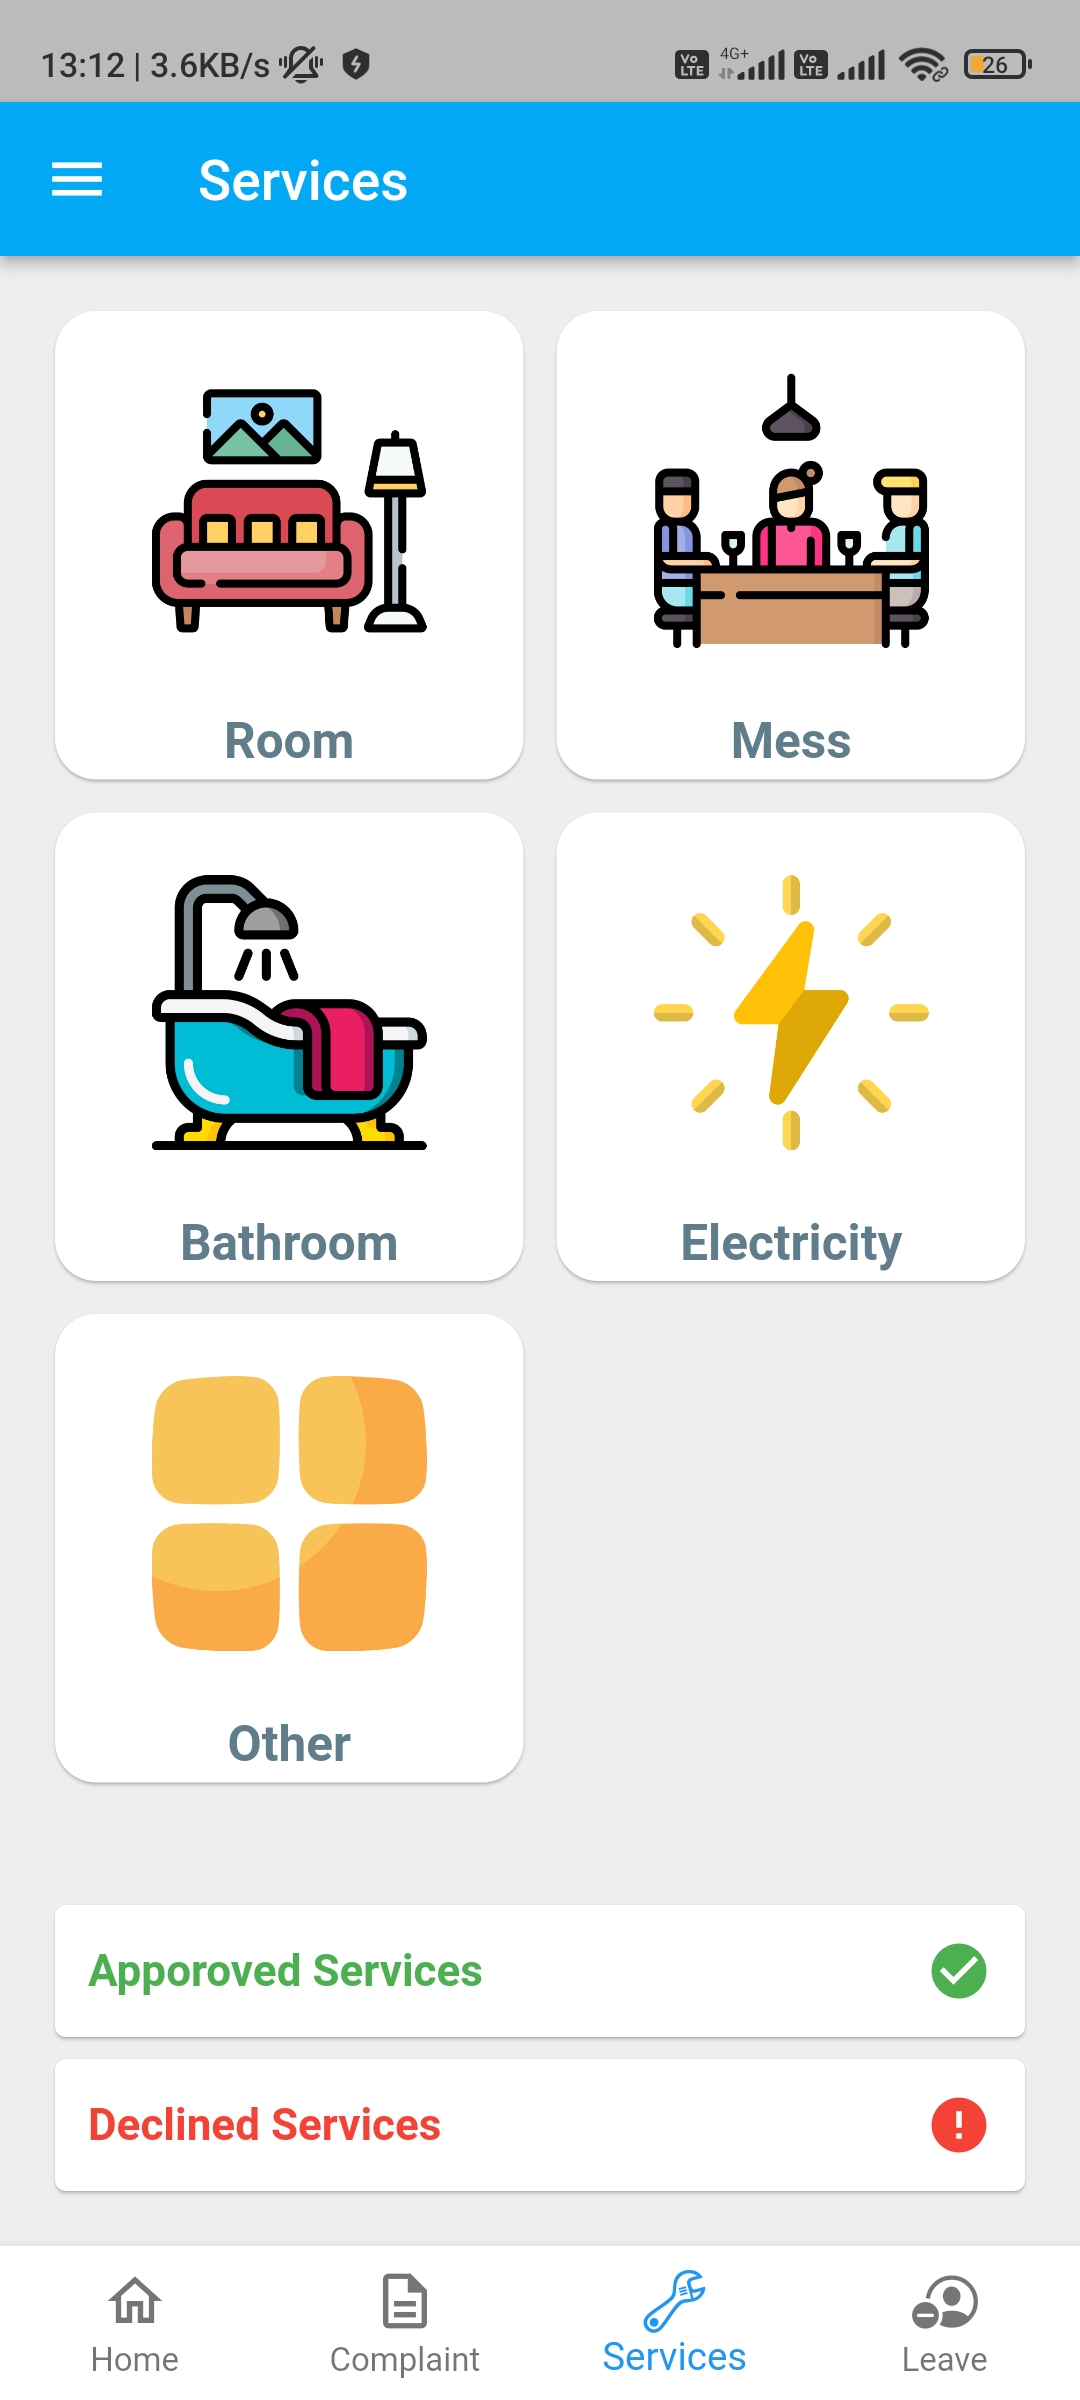 13:12 | 3.6KB/s Vo LTE 4G+ Vo LTE 26
Services
Room Mess
Bathroom Electricity
Other
Apporoved Services
Declined Services
Home Complaint Services Leave